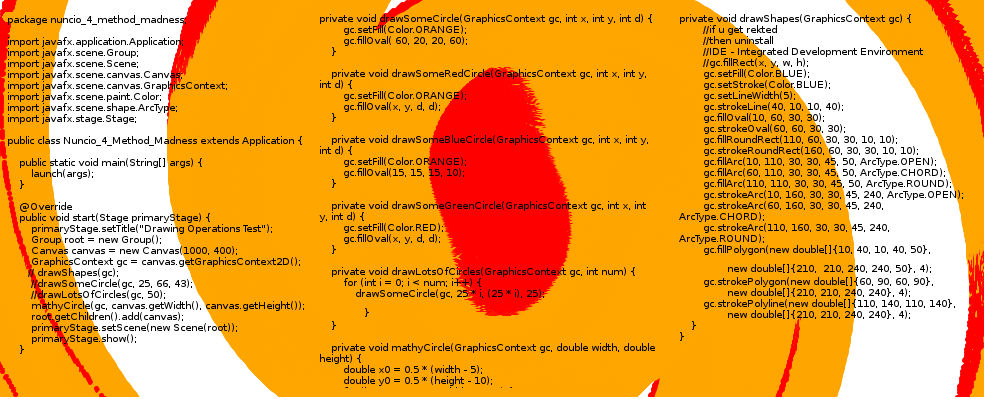 package nuncio_4_method_madness;
import javafx.application.Application;
import javafx.scene.Group;
import javafx.scene.Scene;
import javafx.scene.canvas.Canvas;
import javafx.scene.canvas.GraphicsContext;
import javafx.scene.paint.Color;
import javafx.scene.shape.ArcType;
import javafx.stage.Stage;
public class Nuncio_4_Method_Madness extends Application {
public static void main(String[] args) {
launch(args);
}
@Override
public void start(Stage primaryStage) {
primaryStage.setTitle("Drawing Operations Test");
Group root = new Group();
Canvas canvas = new Canvas(1000, 400);
GraphicsContext gc = canvas.getGraphicsContext2D();
// drawShapes(gc);
//drawSomeCircle(gc, 25, 66, 43);
//drawLotsOfCircles(gc, 50);
mathyCircle(gc, canvas.getWidth(), canvas.getHeight());
root.getChildren().add(canvas);
primaryStage.setScene(new Scene(root));
primaryStage.show();
}
private void drawSomeCircle(GraphicsContext gc, int x, int y, int d) {
gc.setFill(Color.ORANGE);
gc.fillOval( 60, 20, 20, 60);
}
private void drawSomeRedCircle(GraphicsContext gc, int x, int y,
int d) {
gc.setFill(Color.ORANGE);
gc.fillOval(x, y, d, d);
}
private void drawSomeBlueCircle(GraphicsContext gc, int x, int y,
int d) {
gc.setFill(Color.ORANGE);
gc.fillOval(15, 15, 15, 10);
}
private void drawSomeGreenCircle(GraphicsContext gc, int x, int
y, int d) {
gc.setFill(Color.RED);
gc.fillOval(x, y, d, d);
}
private void drawLotsOfCircles(GraphicsContext gc, int num) {
for (int i = 0; i < num; i++) {
drawSomeCircle(gc, 25 * i, (25 * i), 25);
}
}
private void mathyCircle(GraphicsContext gc, double width, double
height) {
double x0 = 0.5 * (width - 5);
double y0 = 0.5 * (height - 10);
private void drawShapes(GraphicsContext gc) {
//if u get rekted
//then uninstall
//IDE - Integrated Development Environment
//gc.fillRect(x, y, w, h);
gc.setFill(Color.BLUE);
gc.setStroke(Color.BLUE);
gc.setLineWidth(5);
gc.strokeLine(40, 10, 10, 40);
gc.fillOval(10, 60, 30, 30);
gc.strokeOval(60, 60, 30, 30);
gc.fillRoundRect(110, 60, 30, 30, 10, 10);
gc.strokeRoundRect(160, 60, 30, 30, 10, 10);
gc.fillArc(10, 110, 30, 30, 45, 50, ArcType.OPEN);
gc.fillArc(60, 110, 30, 30, 45, 50, ArcType.CHORD);
gc.fillArc(110, 110, 30, 30, 45, 50, ArcType.ROUND);
gc.strokeArc(10, 160, 30, 30, 45, 240, ArcType.OPEN);
gc.strokeArc(60, 160, 30, 30, 45, 240,
ArcType.CHORD);
gc.strokeArc(110, 160, 30, 30, 45, 240,
ArcType.ROUND);
gc.fillPolygon(new double[]{10, 40, 10, 40, 50},
new double[]{210, 210, 240, 240, 50}, 4);
gc.strokePolygon(new double[]{60, 90, 60, 90},
new double[]{210, 210, 240, 240}, 4);
gc.strokePolyline(new double[]{110, 140, 110, 140},
new double[]{210, 210, 240, 240}, 4);
}
}